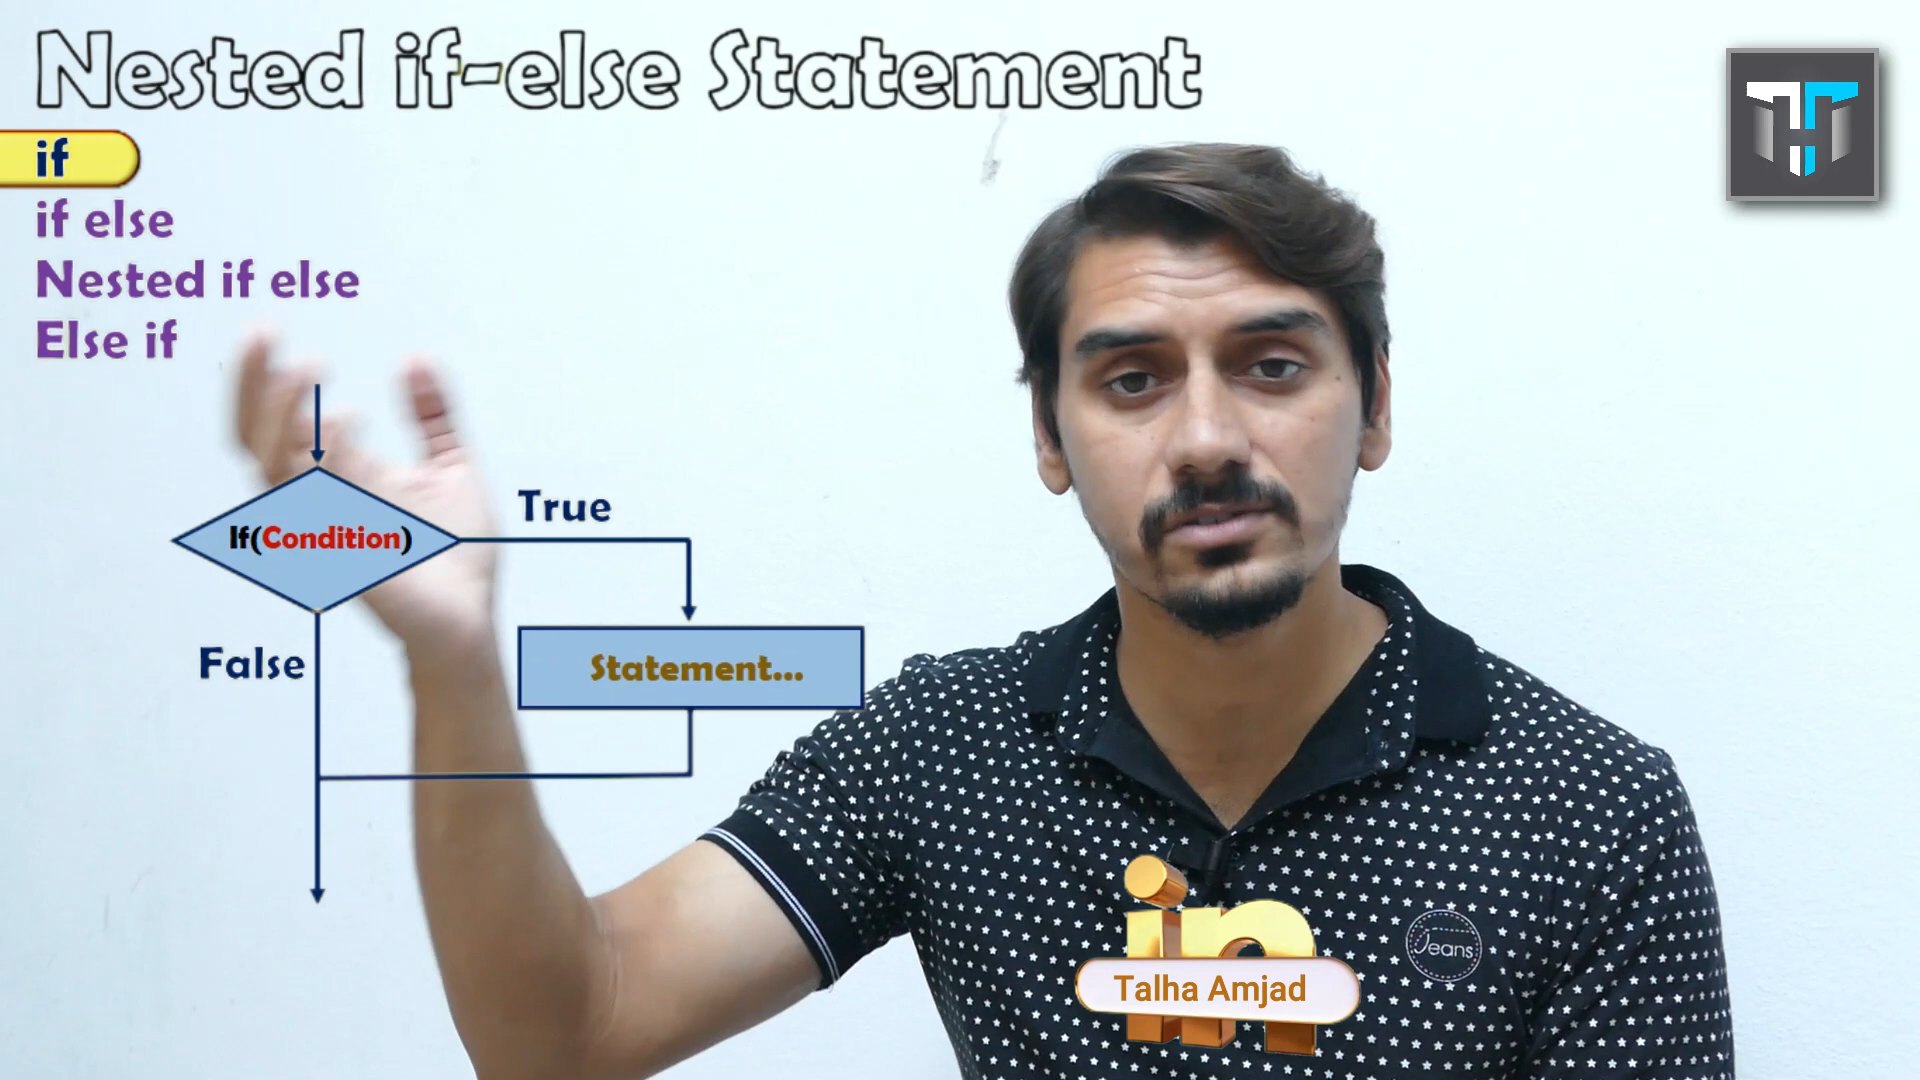 Nested if-else Statement
if
if else
Nested if else
Else if
True
If(Condition)
False
Statement...
in
Talha Amjad
Jeans